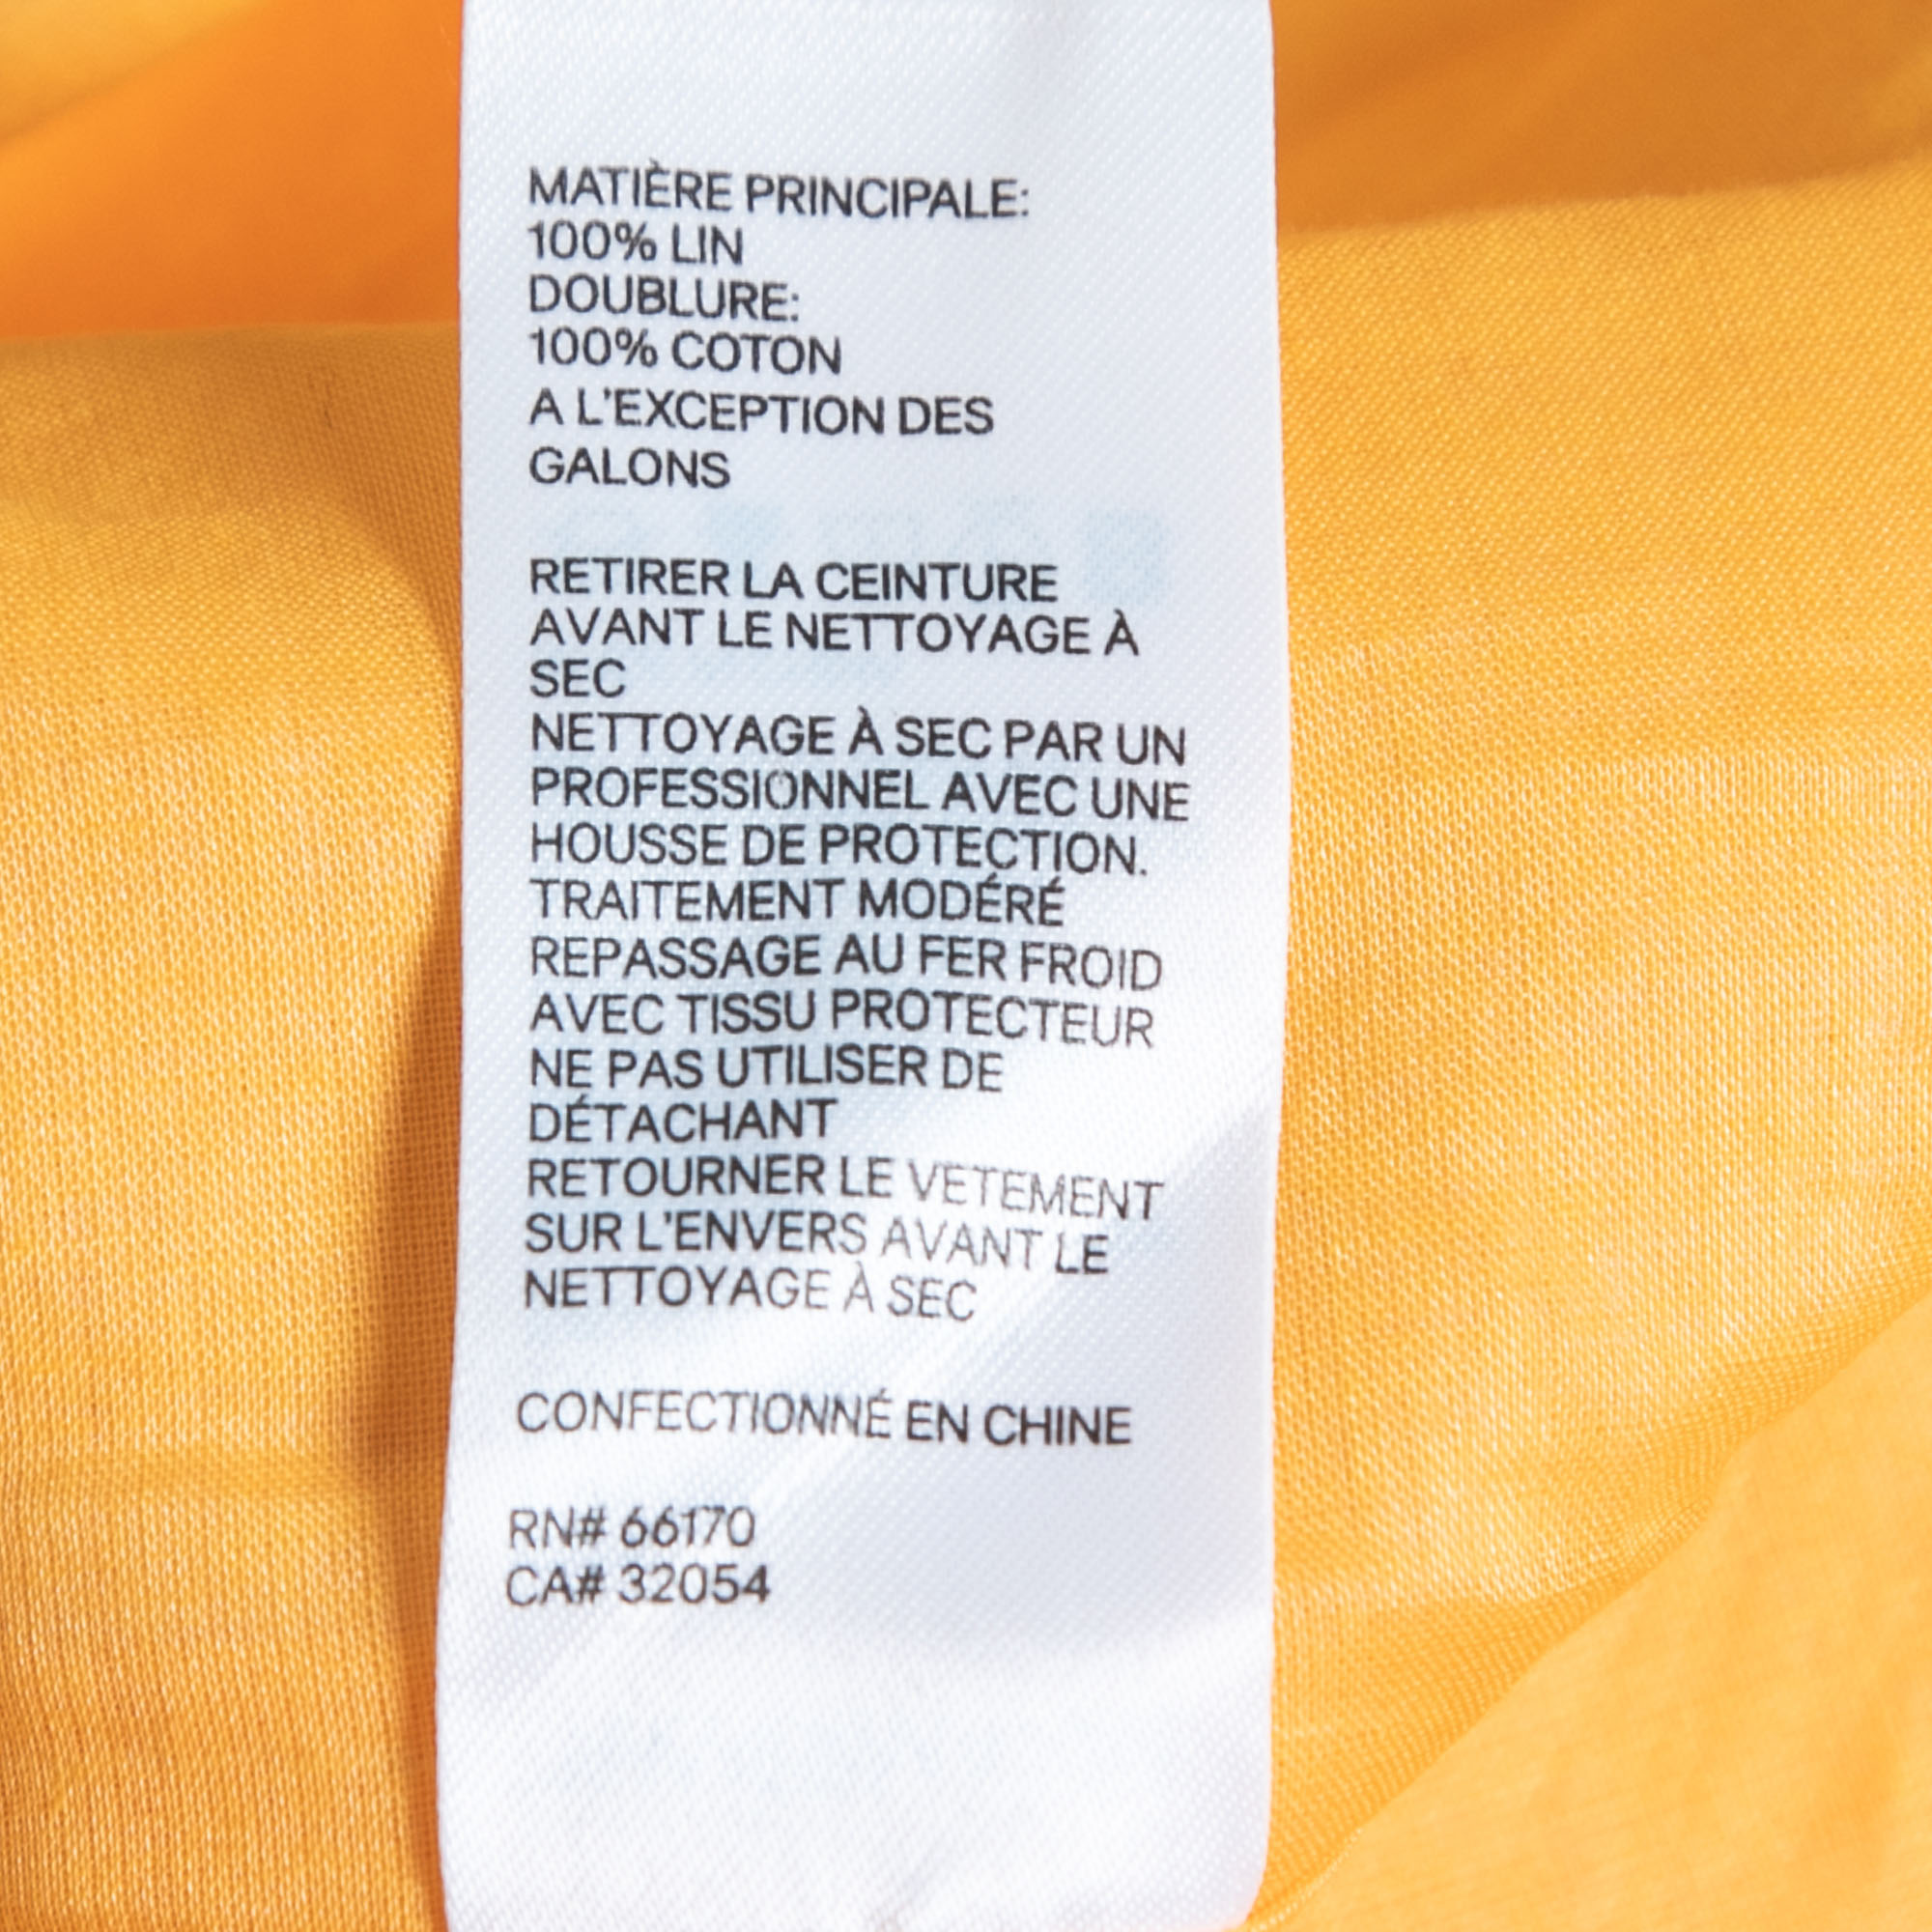 MATIÈRE PRINCIPALE:
100% LIN
DOUBLURE:
100% COTON
A L'EXCEPTION DES
GALONS
RETIRER LA CEINTURE
AVANT LE NETTOYAGE À
SEC
NETTOYAGE À SEC PAR UN
PROFESSIONNEL AVEC UNE
HOUSSE DE PROTECTION.
TRAITEMENT MODÉRÉ
REPASSAGE AU FER FROID
AVEC TISSU PROTECTEUR
NE PAS UTILISER DE
DÉTACHANT
RETOURNER LE VETEMENT
SUR L'ENVERS AVANT LE
NETTOYAGE À SEC
CONFECTIONNÉ EN CHINE
RN# 66170
CA# 32054